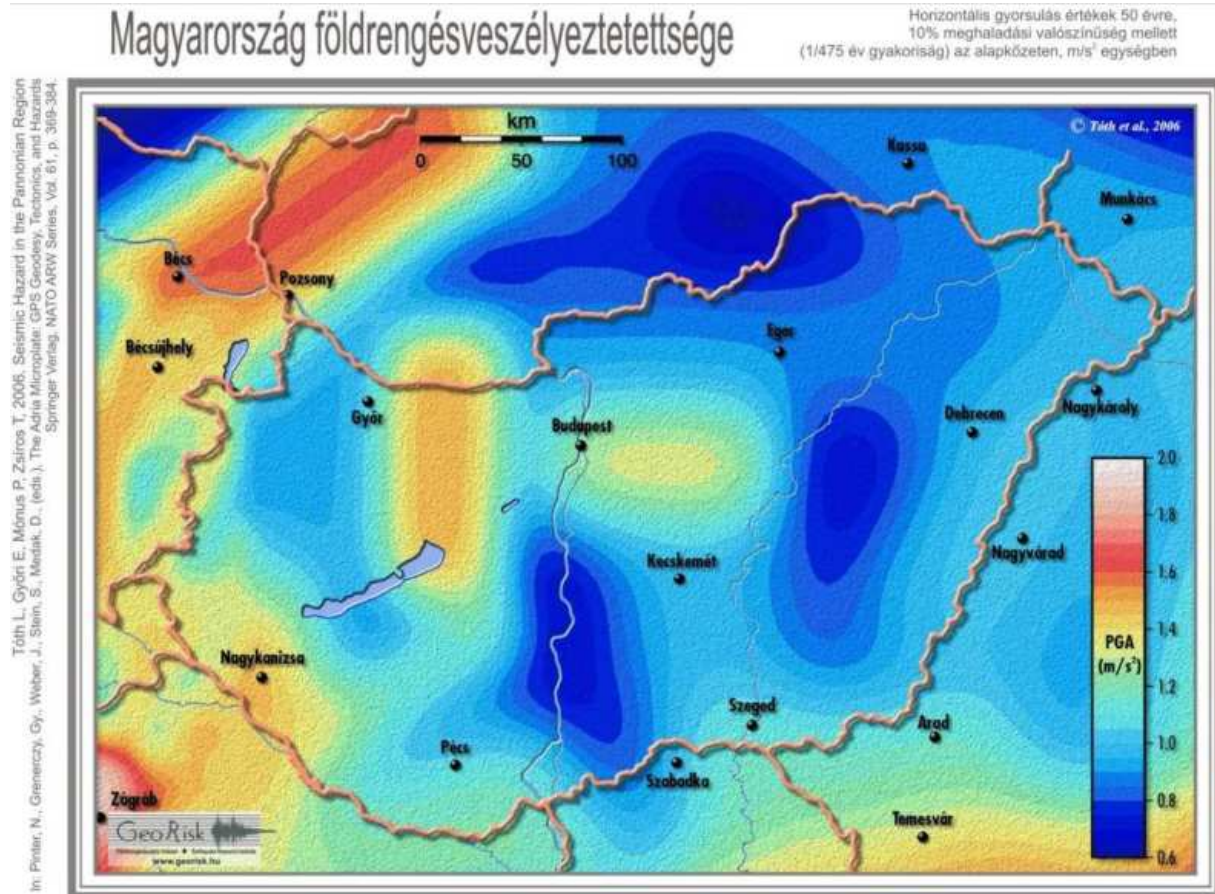 Magyarország földrengésveszélyeztetettsége
Horizontális gyorsulás értékek 50 évre,
10% meghaladási valószínűség mellett
(1/475 év gyakoriság) az alapkőzeten, m/s² egységben
Tóth L., Győri E, Mónus P, Zsíros T, 2006. Seismic Hazard in the Pannonian Region
In: Pinter, N., Grenerczy, Gy., Weber, J., Stein, S., Medak, D., (eds.), The Adria Microplate: GPS Geodesy, Tectonics, and Hazards
Springer Verlag, NATO ARW Series, Vol. 61, p. 369-384.
km
0 50 100
© Tóth et al., 2006
Kassa
Munkács
Bécs
Pozsony
Bécsújhely
Eger
Győr
Budapest
Debrecen
Nagykároly
Nagyvárad
Kecskemét
Nagykanizsa
Szeged
Arad
Pécs
Szabadka
Zágráb
Temesvár
2.0
1.8
1.6
1.4
PGA
(m/s²)
1.2
1.0
0.8
0.6
GeoRisk
www.georisk.hu